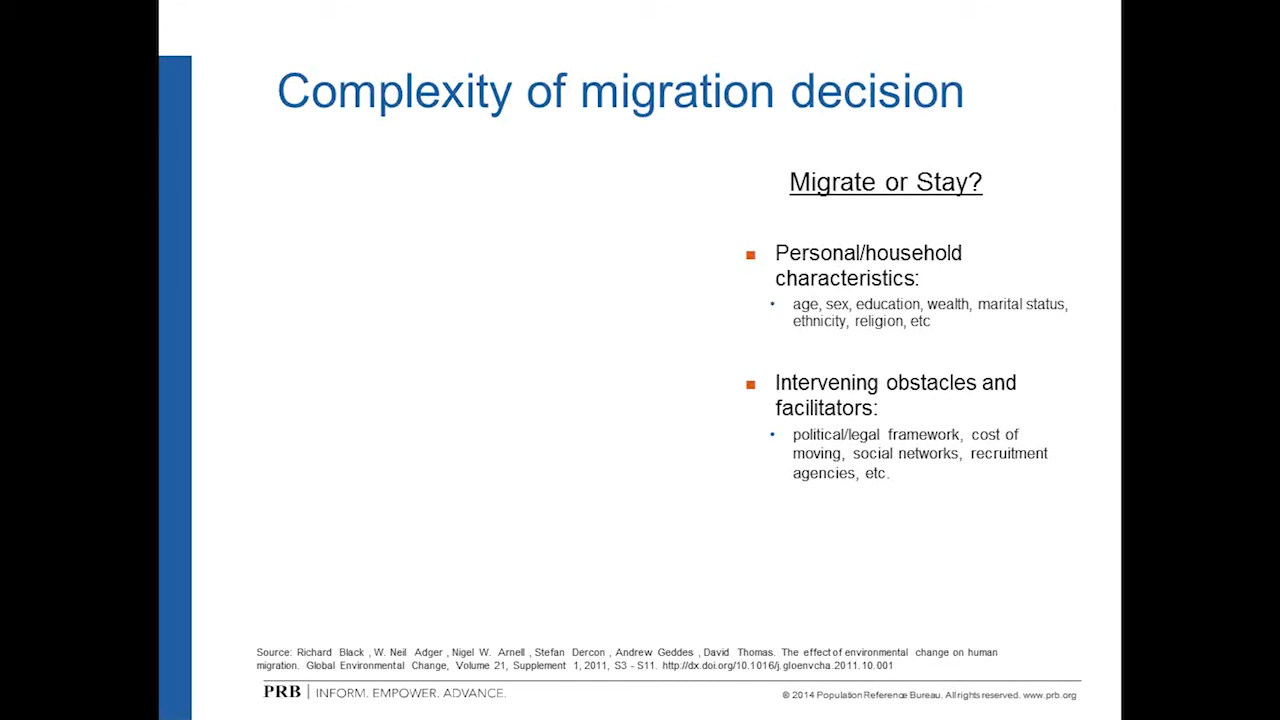 Complexity of migration decision
Migrate or Stay?
Personal/household
characteristics:
age, sex, education, wealth, marital status,
ethnicity, religion, etc
Intervening obstacles and
facilitators:
political/legal framework, cost of
moving, social networks, recruitment
agencies, etc.
Source: Richard Black , W. Neil Adger , Nigel W. Arnell , Stefan Dercon , Andrew Geddes , David Thomas. The effect of environmental change on human
migration. Global Environmental Change, Volume 21, Supplement 1, 2011, S3 - S11. http://dx.doi.org/10.1016/j.gloenvcha.2011.10.001
PRB | INFORM. EMPOWER. ADVANCE.
© 2014 Population Reference Bureau. All rights reserved. www.prb.org